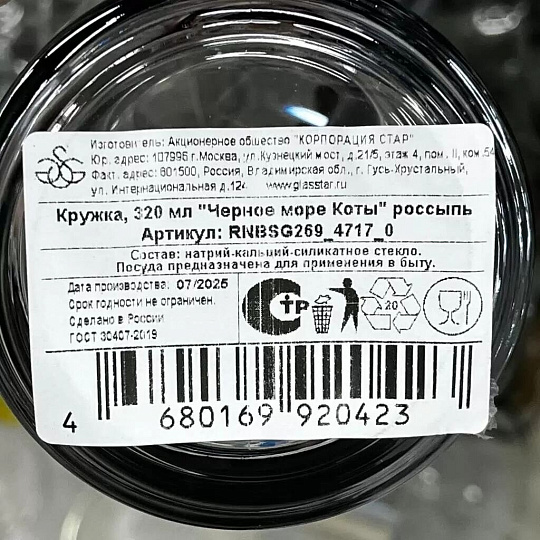 Изготовитель: Акционерное общество "КОРПОРАЦИЯ СТАР"
Юр. адрес: 107996 г.Москва, ул.Кузнецкий мост, д.21/5, этаж 4, пом. II, ком.54
Факт. адрес: 601500, Россия, Владимирская обл., г. Гусь-Хрустальный,
ул. Интернациональная д.124 www.glasstar.ru
Кружка, 320 мл "Черное море Коты" россыпь
Артикул: RNBSG269_4717_0
Состав: натрий-кальций-силикатное стекло.
Посуда предназначена для применения в быту.
Дата производства: 07/2025
Срок годности не ограничен.
Сделано в России
ГОСТ 30407-2019
20
4 680169 920423